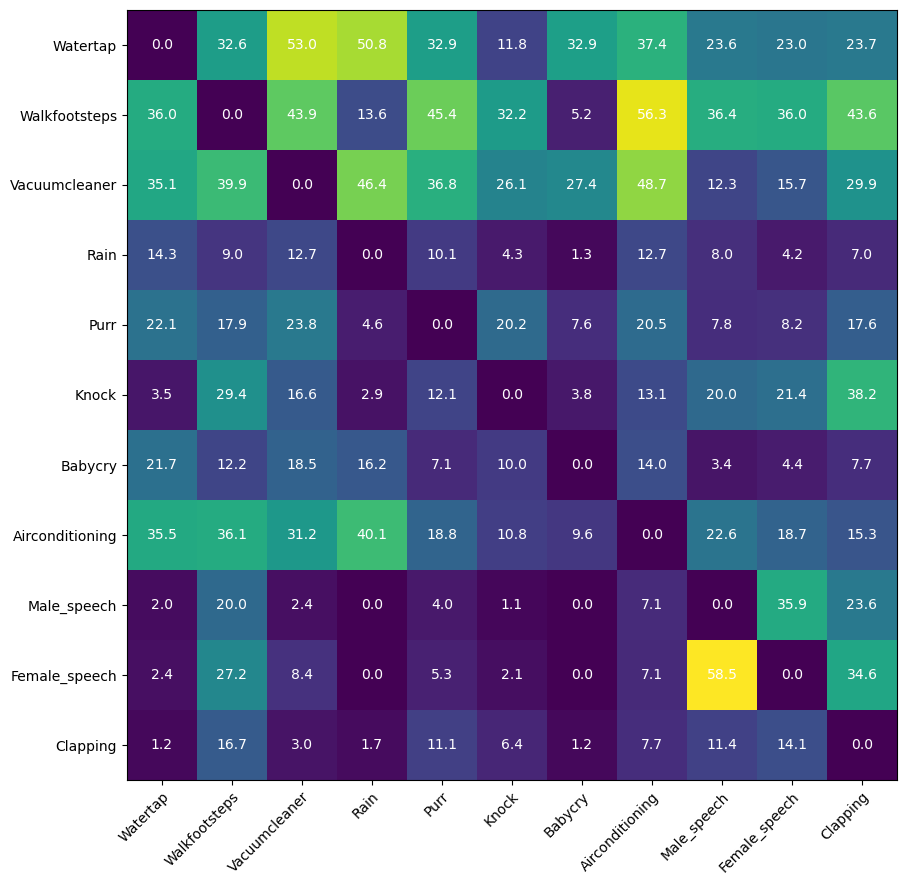 Watertap 0.0 32.6 53.0 50.8 32.9 11.8 32.9 37.4 23.6 23.0 23.7
Walkfootsteps 36.0 0.0 43.9 13.6 45.4 32.2 5.2 56.3 36.4 36.0 43.6
Vacuumcleaner 35.1 39.9 0.0 46.4 36.8 26.1 27.4 48.7 12.3 15.7 29.9
Rain 14.3 9.0 12.7 0.0 10.1 4.3 1.3 12.7 8.0 4.2 7.0
Purr 22.1 17.9 23.8 4.6 0.0 20.2 7.6 20.5 7.8 8.2 17.6
Knock 3.5 29.4 16.6 2.9 12.1 0.0 3.8 13.1 20.0 21.4 38.2
Babycry 21.7 12.2 18.5 16.2 7.1 10.0 0.0 14.0 3.4 4.4 7.7
Airconditioning 35.5 36.1 31.2 40.1 18.8 10.8 9.6 0.0 22.6 18.7 15.3
Male_speech 2.0 20.0 2.4 0.0 4.0 1.1 0.0 7.1 0.0 35.9 23.6
Female_speech 2.4 27.2 8.4 0.0 5.3 2.1 0.0 7.1 58.5 0.0 34.6
Clapping 1.2 16.7 3.0 1.7 11.1 6.4 1.2 7.7 11.4 14.1 0.0
Watertap Walkfootsteps Vacuumcleaner Rain Purr Knock Babycry Airconditioning Male_speech Female_speech Clapping